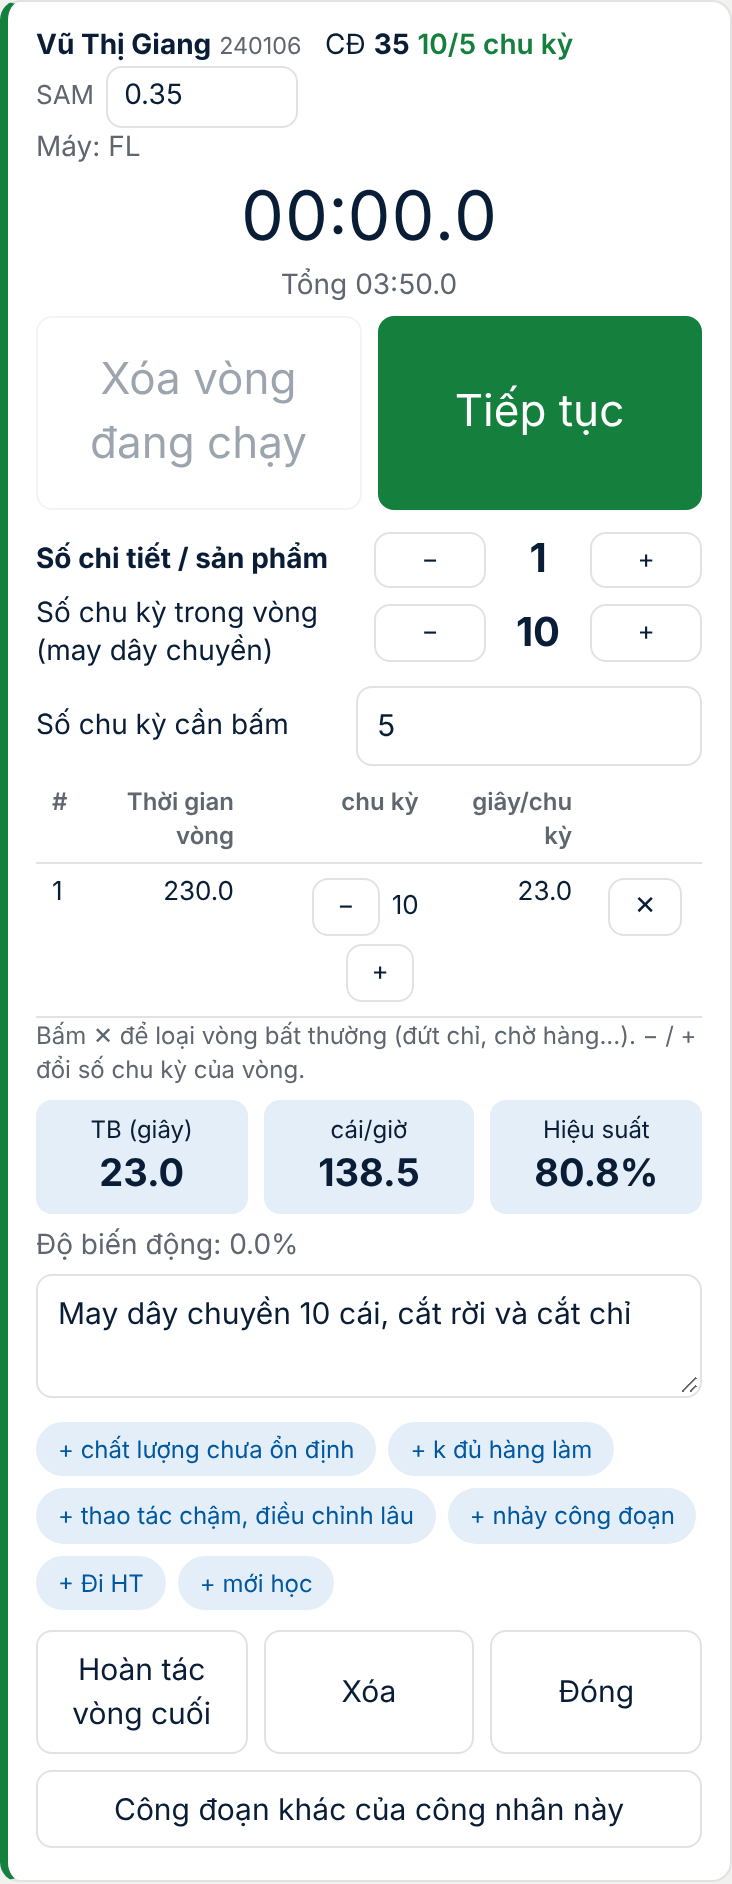 Vũ Thị Giang 240106 CĐ 35 10/5 chu kỳ
SAM 0.35
Máy: FL
00:00.0
Tổng 03:50.0
Xóa vòng
đang chạy
Tiếp tục
Số chi tiết / sản phẩm − 1 +
Số chu kỳ trong vòng
(may dây chuyền) − 10 +
Số chu kỳ cần bấm 5
# Thời gian vòng chu kỳ giây/chu kỳ
1 230.0 − 10 + 23.0 ✕
Bấm ✕ để loại vòng bất thường (đứt chỉ, chờ hàng…). − / +
đổi số chu kỳ của vòng.
TB (giây) cái/giờ Hiệu suất
23.0 138.5 80.8%
Độ biến động: 0.0%
May dây chuyền 10 cái, cắt rời và cắt chỉ
+ chất lượng chưa ổn định + k đủ hàng làm
+ thao tác chậm, điều chỉnh lâu + nhảy công đoạn
+ Đi HT + mới học
Hoàn tác
vòng cuối
Xóa
Đóng
Công đoạn khác của công nhân này